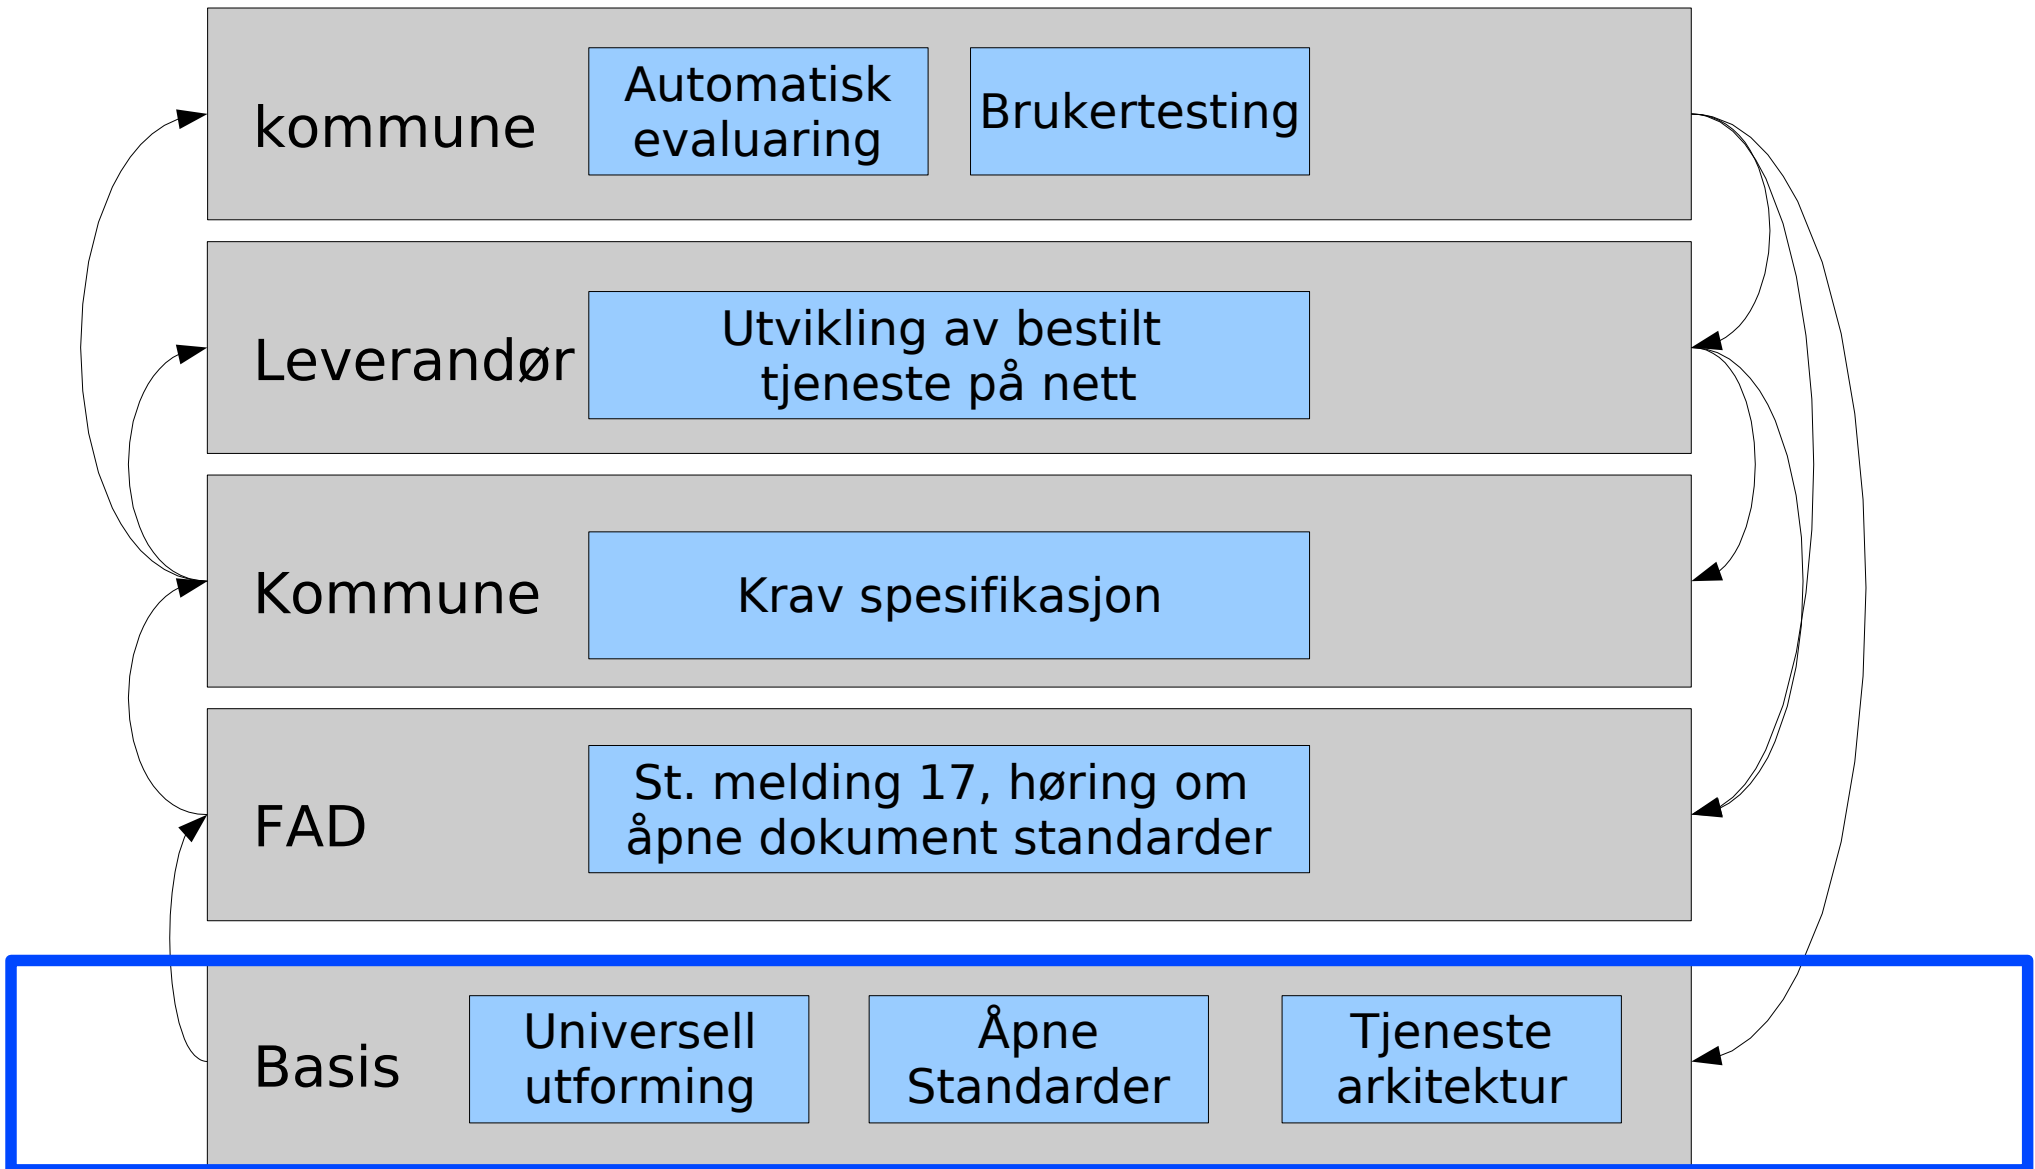 kommune
Automatisk
evaluaring
Brukertesting
Leverandør
Utvikling av bestilt
tjeneste på nett
Kommune
Krav spesifikasjon
FAD
St. melding 17, høring om
åpne dokument standarder
Basis
Universell
utforming
Åpne
Standarder
Tjeneste
arkitektur